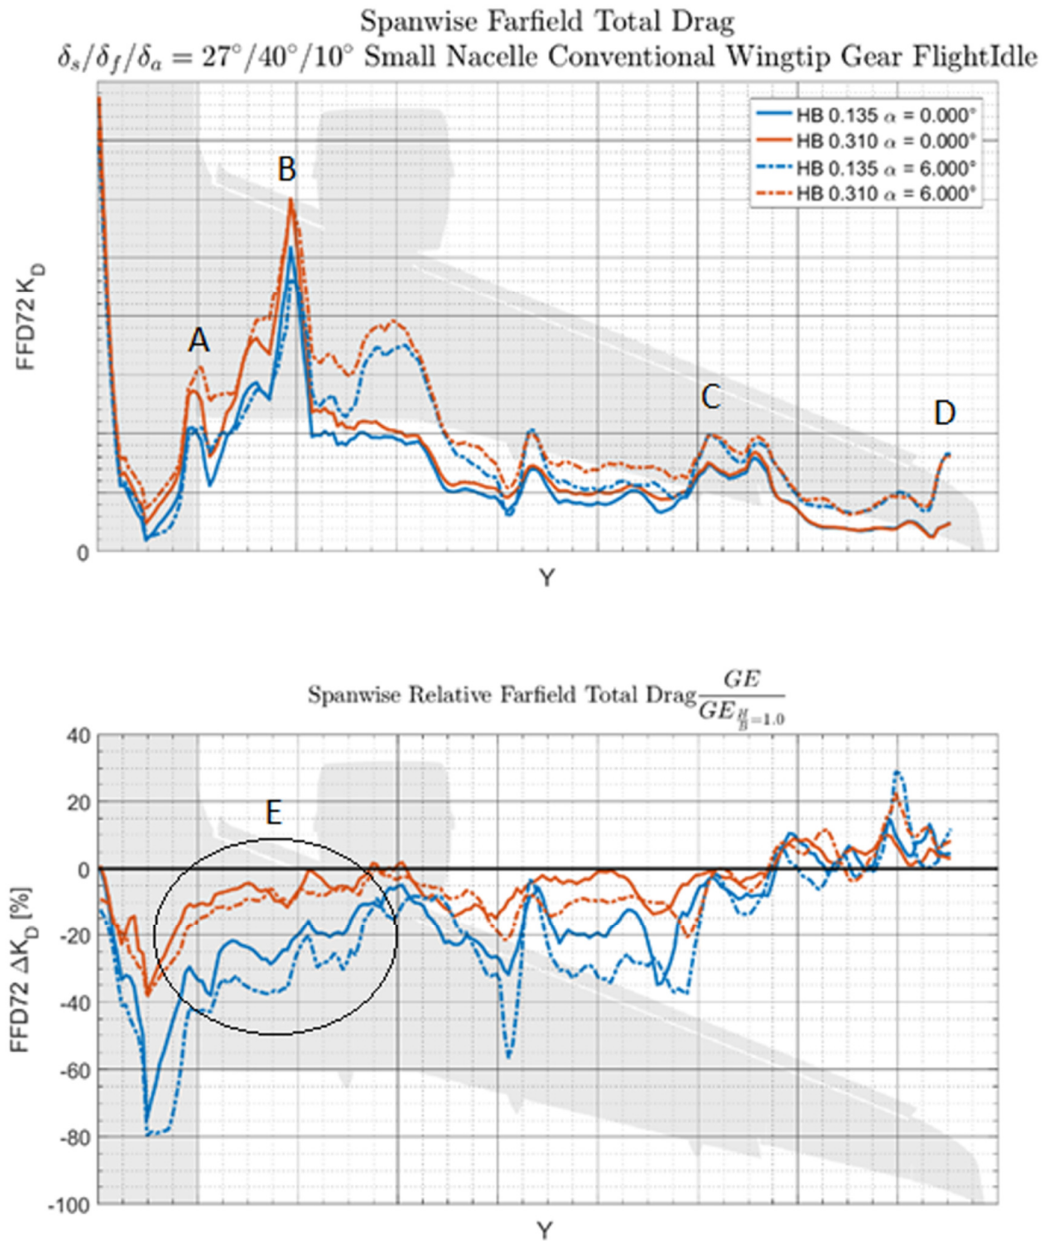 Spanwise Farfield Total Drag
δs/δf/δa = 27°/40°/10° Small Nacelle Conventional Wingtip Gear FlightIdle
HB 0.135 α = 0.000°
HB 0.310 α = 0.000°
HB 0.135 α = 6.000°
HB 0.310 α = 6.000°
B
A
C
D
FFD72 KD
0
Y
Spanwise Relative Farfield Total Drag GE/GE H/B=1.0
40
20
0
-20
-40
-60
-80
-100
E
FFD72 ΔKD [%]
Y